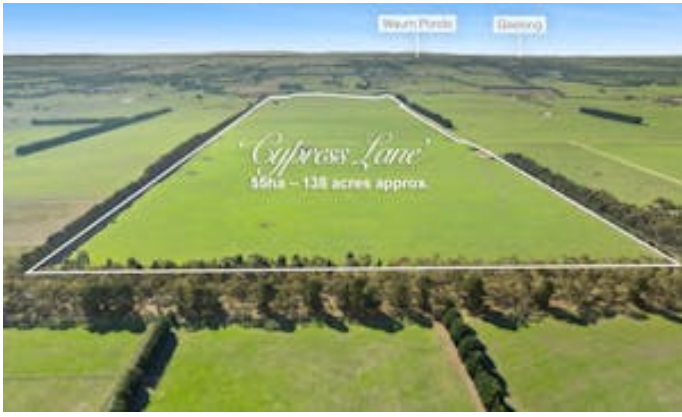 Waurn Ponds
Geelong
'Cypress Lane'
55ha – 138 acres approx.